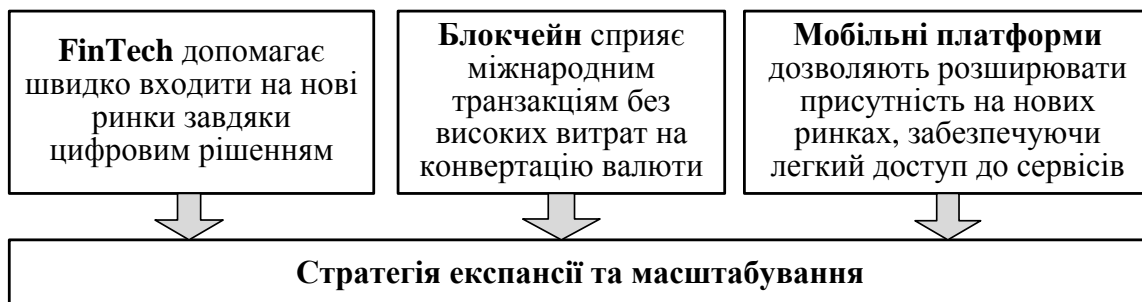 FinTech допомагає
швидко входити на нові
ринки завдяки
цифровим рішенням
Блокчейн сприяє
міжнародним
транзакціям без
високих витрат на
конвертацію валюти
Мобільні платформи
дозволяють розширювати
присутність на нових
ринках, забезпечуючи
легкий доступ до сервісів
Стратегія експансії та масштабування